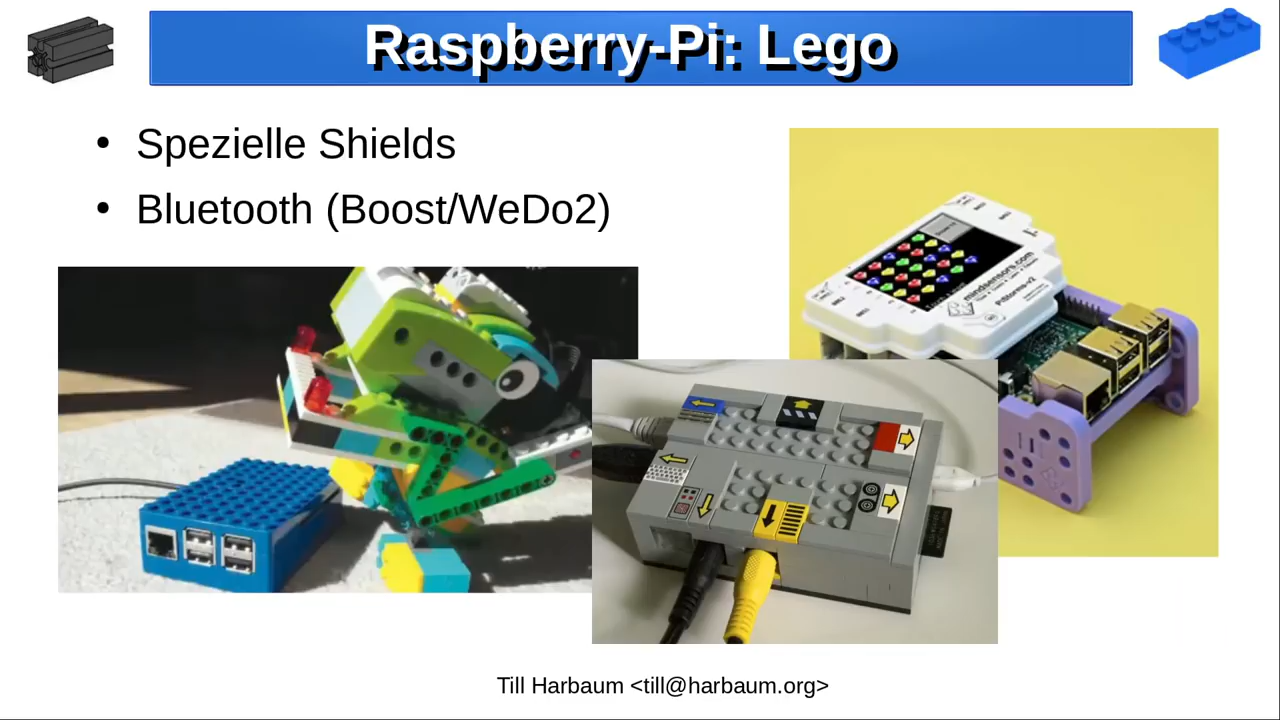 Raspberry-Pi: Lego
• Spezielle Shields
• Bluetooth (Boost/WeDo2)
mindsensors.com
PiStorms-v2
Till Harbaum <till@harbaum.org>